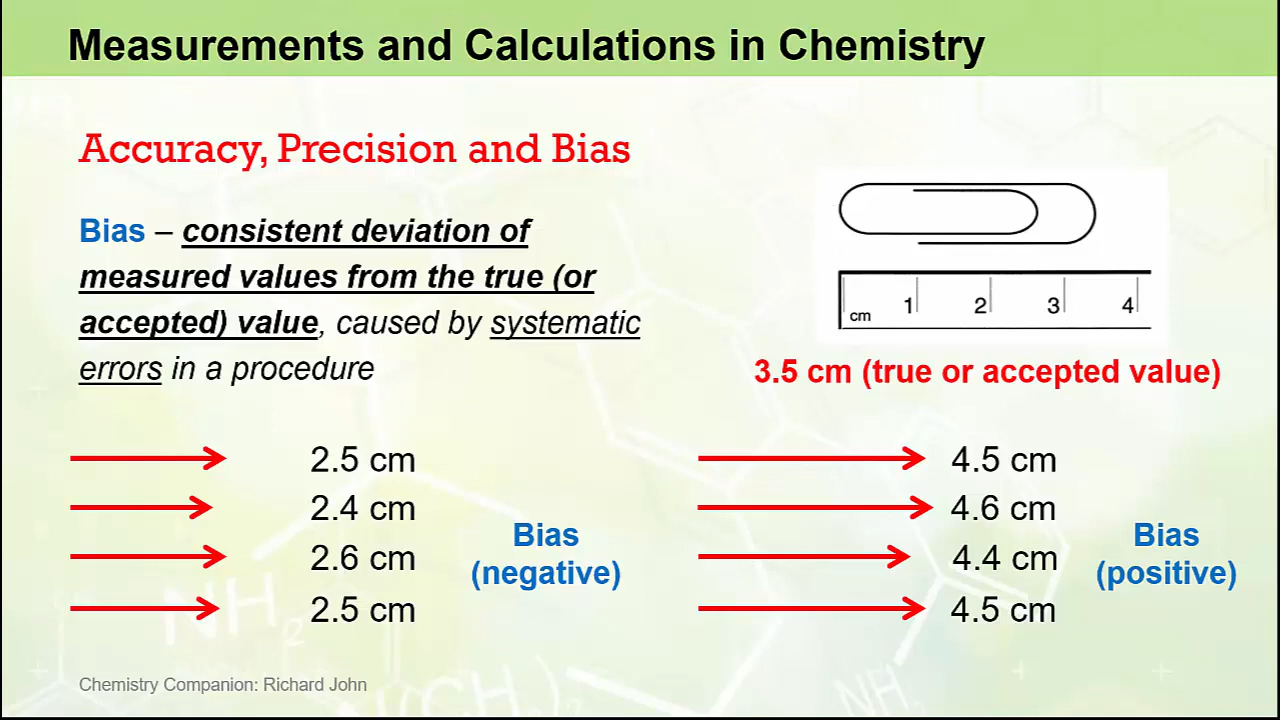 Measurements and Calculations in Chemistry
Accuracy, Precision and Bias
Bias – consistent deviation of
measured values from the true (or
accepted) value, caused by systematic
errors in a procedure
cm 1 2 3 4
3.5 cm (true or accepted value)
2.5 cm
2.4 cm
2.6 cm
2.5 cm
Bias
(negative)
4.5 cm
4.6 cm
4.4 cm
4.5 cm
Bias
(positive)
Chemistry Companion: Richard John
NH2
(CH2)
NH